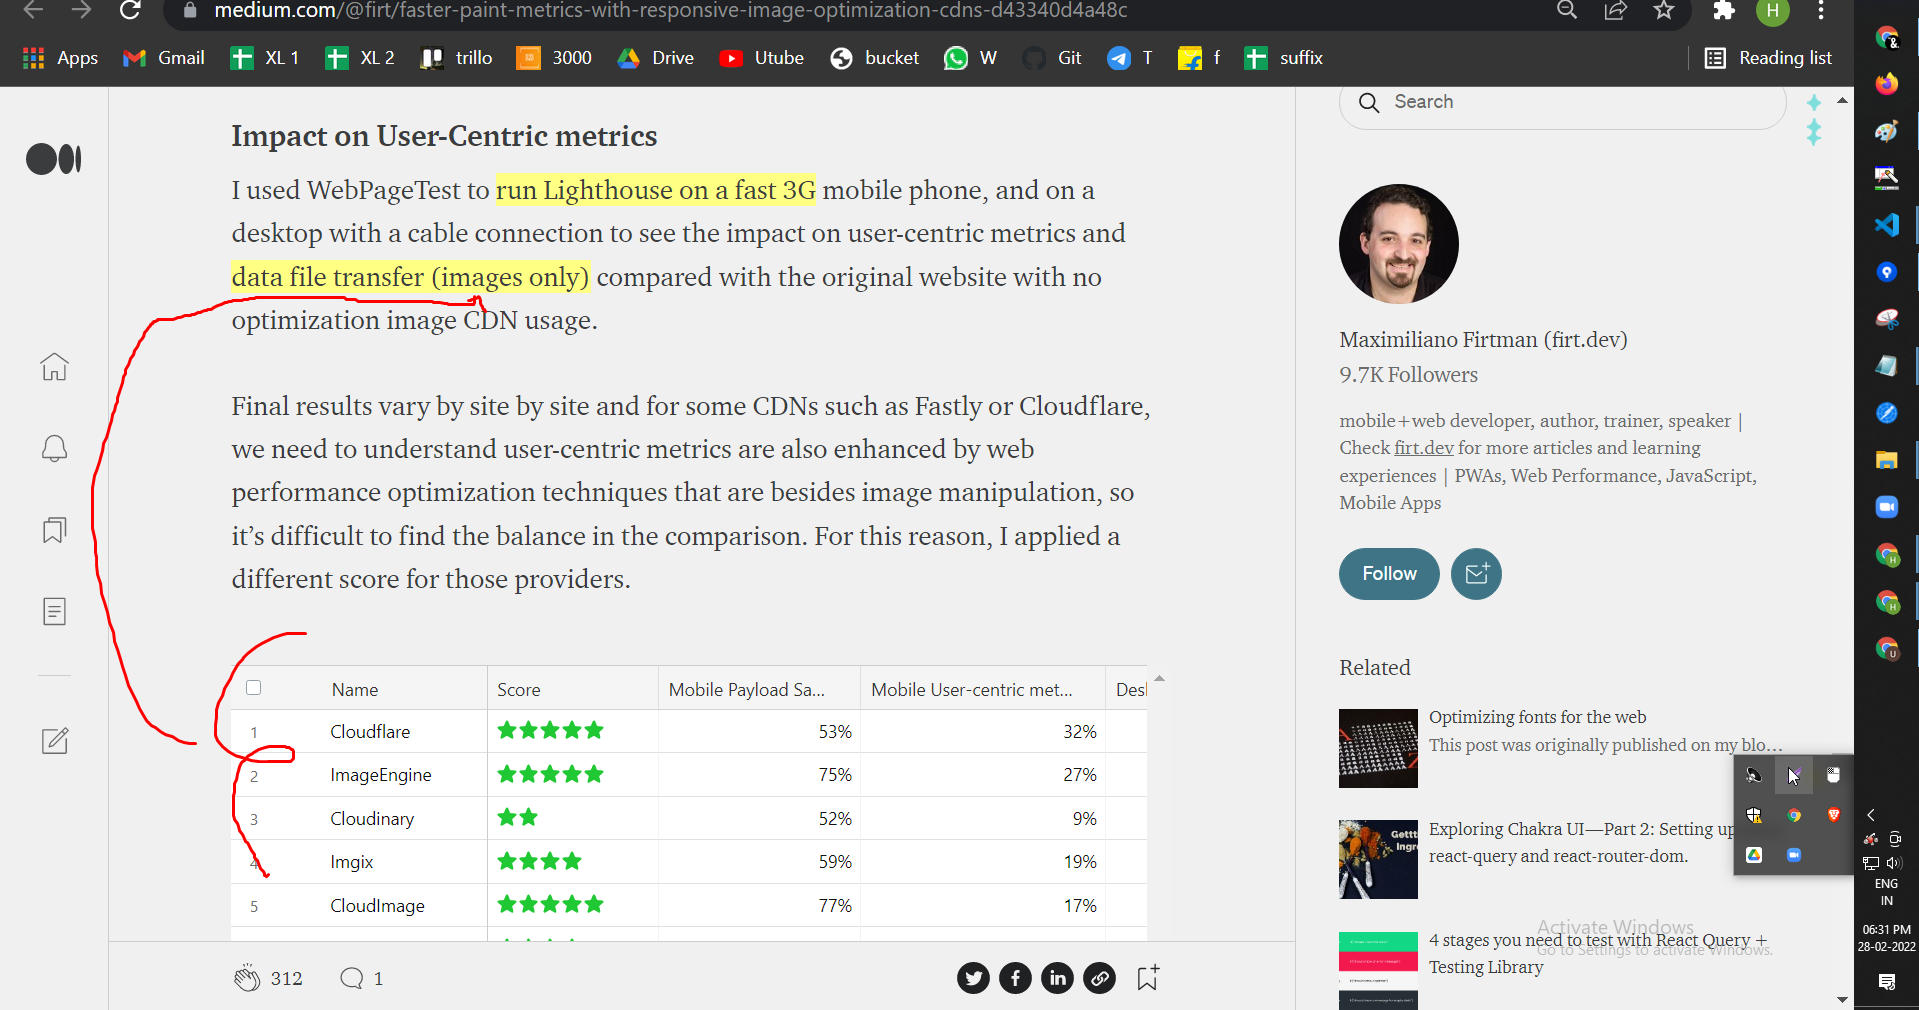 medium.com/@firt/faster-paint-metrics-with-responsive-image-optimization-cdns-d43340d4a48c
H
Apps Gmail XL 1 XL 2 trillo 3000 Drive Utube bucket W Git T f suffix Reading list
Search
Impact on User-Centric metrics
I used WebPageTest to run Lighthouse on a fast 3G mobile phone, and on a
desktop with a cable connection to see the impact on user-centric metrics and
data file transfer (images only) compared with the original website with no
optimization image CDN usage.
Final results vary by site by site and for some CDNs such as Fastly or Cloudflare,
we need to understand user-centric metrics are also enhanced by web
performance optimization techniques that are besides image manipulation, so
it’s difficult to find the balance in the comparison. For this reason, I applied a
different score for those providers.
Name Score Mobile Payload Sa... Mobile User-centric met... Desl
1 Cloudflare 53% 32%
2 ImageEngine 75% 27%
3 Cloudinary 52% 9%
4 Imgix 59% 19%
5 CloudImage 77% 17%
312 1
Maximiliano Firtman (firt.dev)
9.7K Followers
mobile+web developer, author, trainer, speaker |
Check firt.dev for more articles and learning
experiences | PWAs, Web Performance, JavaScript,
Mobile Apps
Follow
Related
Optimizing fonts for the web
This post was originally published on my blo…
Exploring Chakra UI — Part 2: Setting up
react-query and react-router-dom.
4 stages you need to test with React Query +
Testing Library
Activate Windows
Go to Settings to activate Windows.
ENG
IN
06:31 PM
28-02-2022